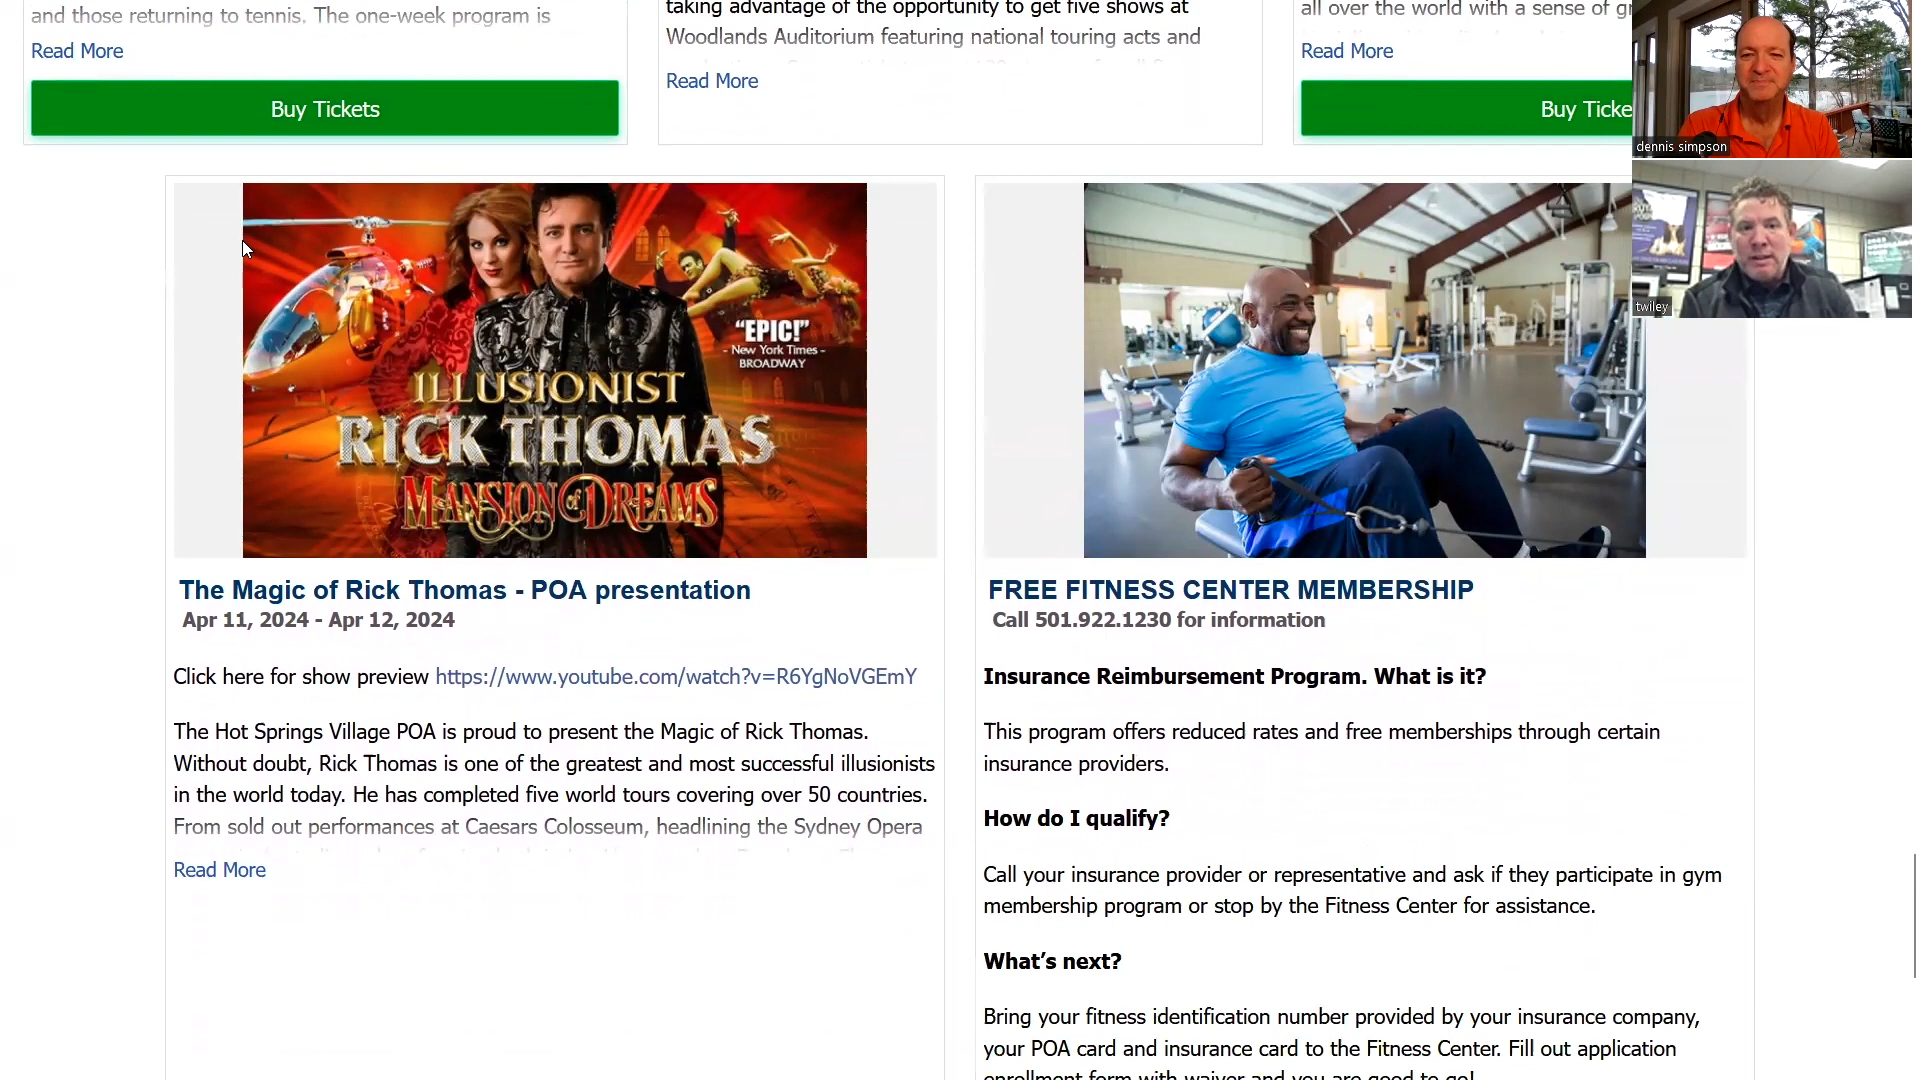 and those returning to tennis. The one-week program is
Read More
Buy Tickets
taking advantage of the opportunity to get five shows at
Woodlands Auditorium featuring national touring acts and
Read More
all over the world with a sense of gr
Read More
Buy Ticke
dennis simpson
twiley
"EPIC!"
- New York Times -
BROADWAY
ILLUSIONIST
RICK THOMAS
MANSION of DREAMS
The Magic of Rick Thomas - POA presentation
Apr 11, 2024 - Apr 12, 2024
Click here for show preview https://www.youtube.com/watch?v=R6YgNoVGEmY
The Hot Springs Village POA is proud to present the Magic of Rick Thomas.
Without doubt, Rick Thomas is one of the greatest and most successful illusionists
in the world today. He has completed five world tours covering over 50 countries.
From sold out performances at Caesars Colosseum, headlining the Sydney Opera
Read More
FREE FITNESS CENTER MEMBERSHIP
Call 501.922.1230 for information
Insurance Reimbursement Program. What is it?
This program offers reduced rates and free memberships through certain
insurance providers.
How do I qualify?
Call your insurance provider or representative and ask if they participate in gym
membership program or stop by the Fitness Center for assistance.
What's next?
Bring your fitness identification number provided by your insurance company,
your POA card and insurance card to the Fitness Center. Fill out application
enrollment form with waiver and you are good to go!